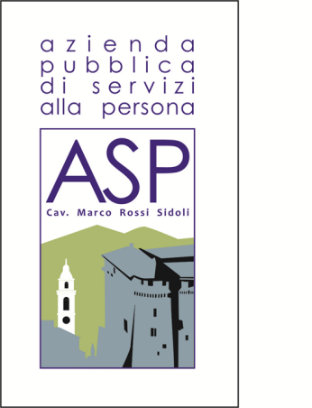 azienda
pubblica
di servizi
alla persona
ASP
Cav. Marco Rossi Sidoli